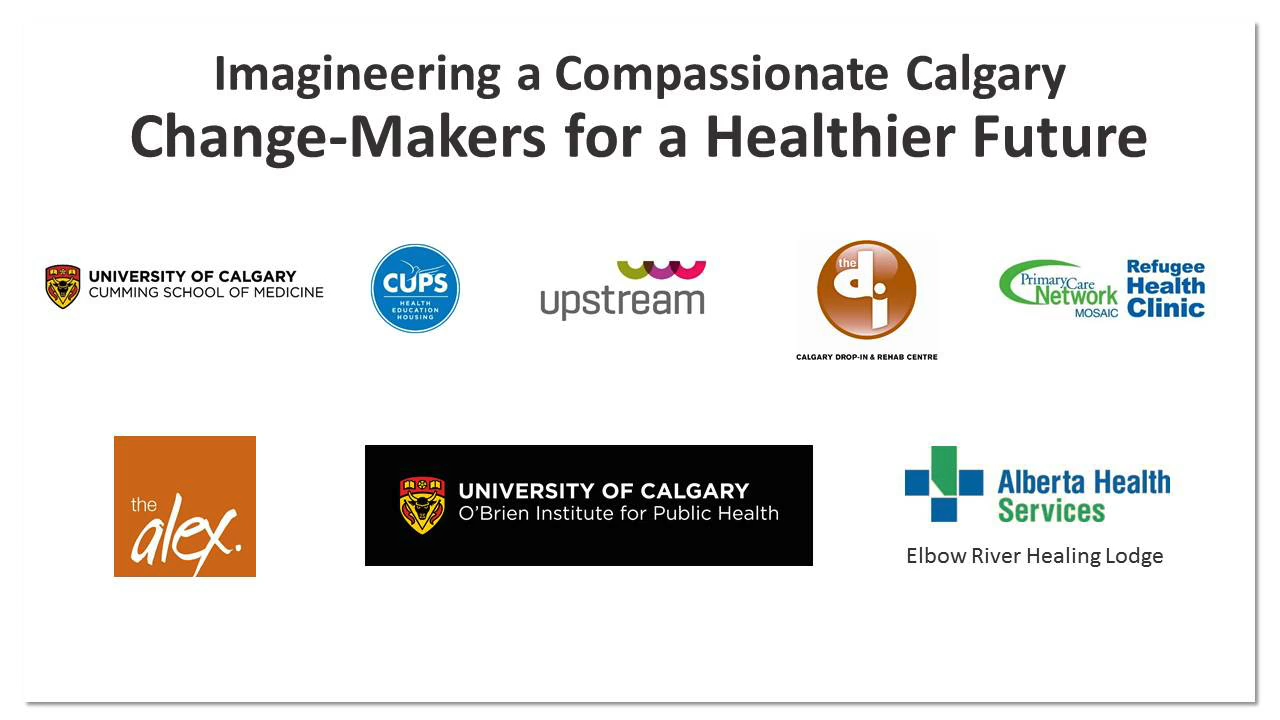 Imagineering a Compassionate Calgary
Change-Makers for a Healthier Future
UNIVERSITY OF CALGARY
CUMMING SCHOOL OF MEDICINE
CUPS
HEALTH
EDUCATION
HOUSING
upstream
the
d.i
CALGARY DROP-IN & REHAB CENTRE
PrimaryCare
Network
MOSAIC
Refugee
Health
Clinic
the
alex.
UNIVERSITY OF CALGARY
O'Brien Institute for Public Health
Alberta Health
Services
Elbow River Healing Lodge